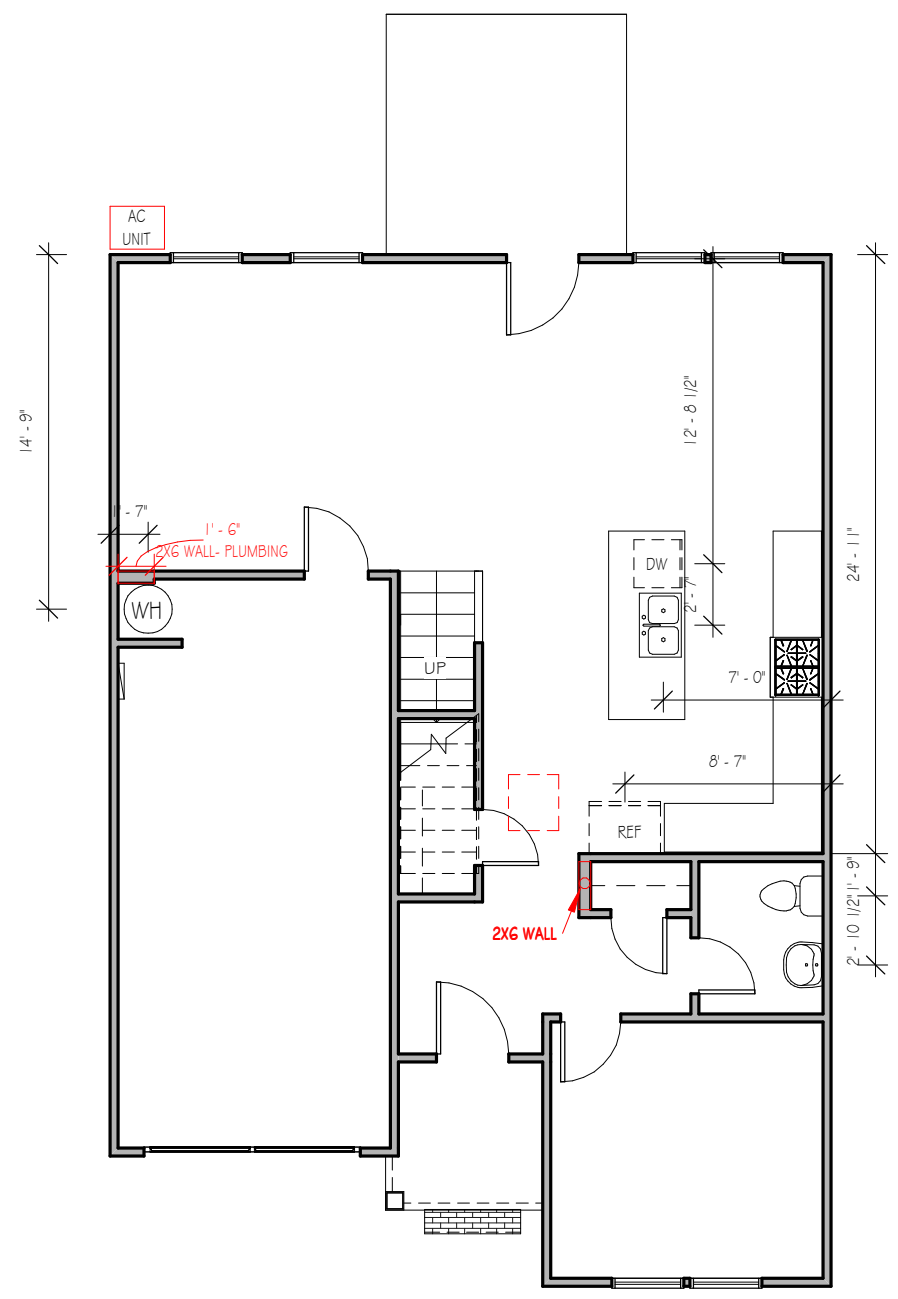 AC
UNIT
14' - 9"
12' - 8 1/2"
24' - 11"
1' - 7"
1' - 6"
2X6 WALL- PLUMBING
DW
2' - 7"
WH
UP
7' - 0"
8' - 7"
REF
1' - 9"
2' - 10 1/2"
2X6 WALL